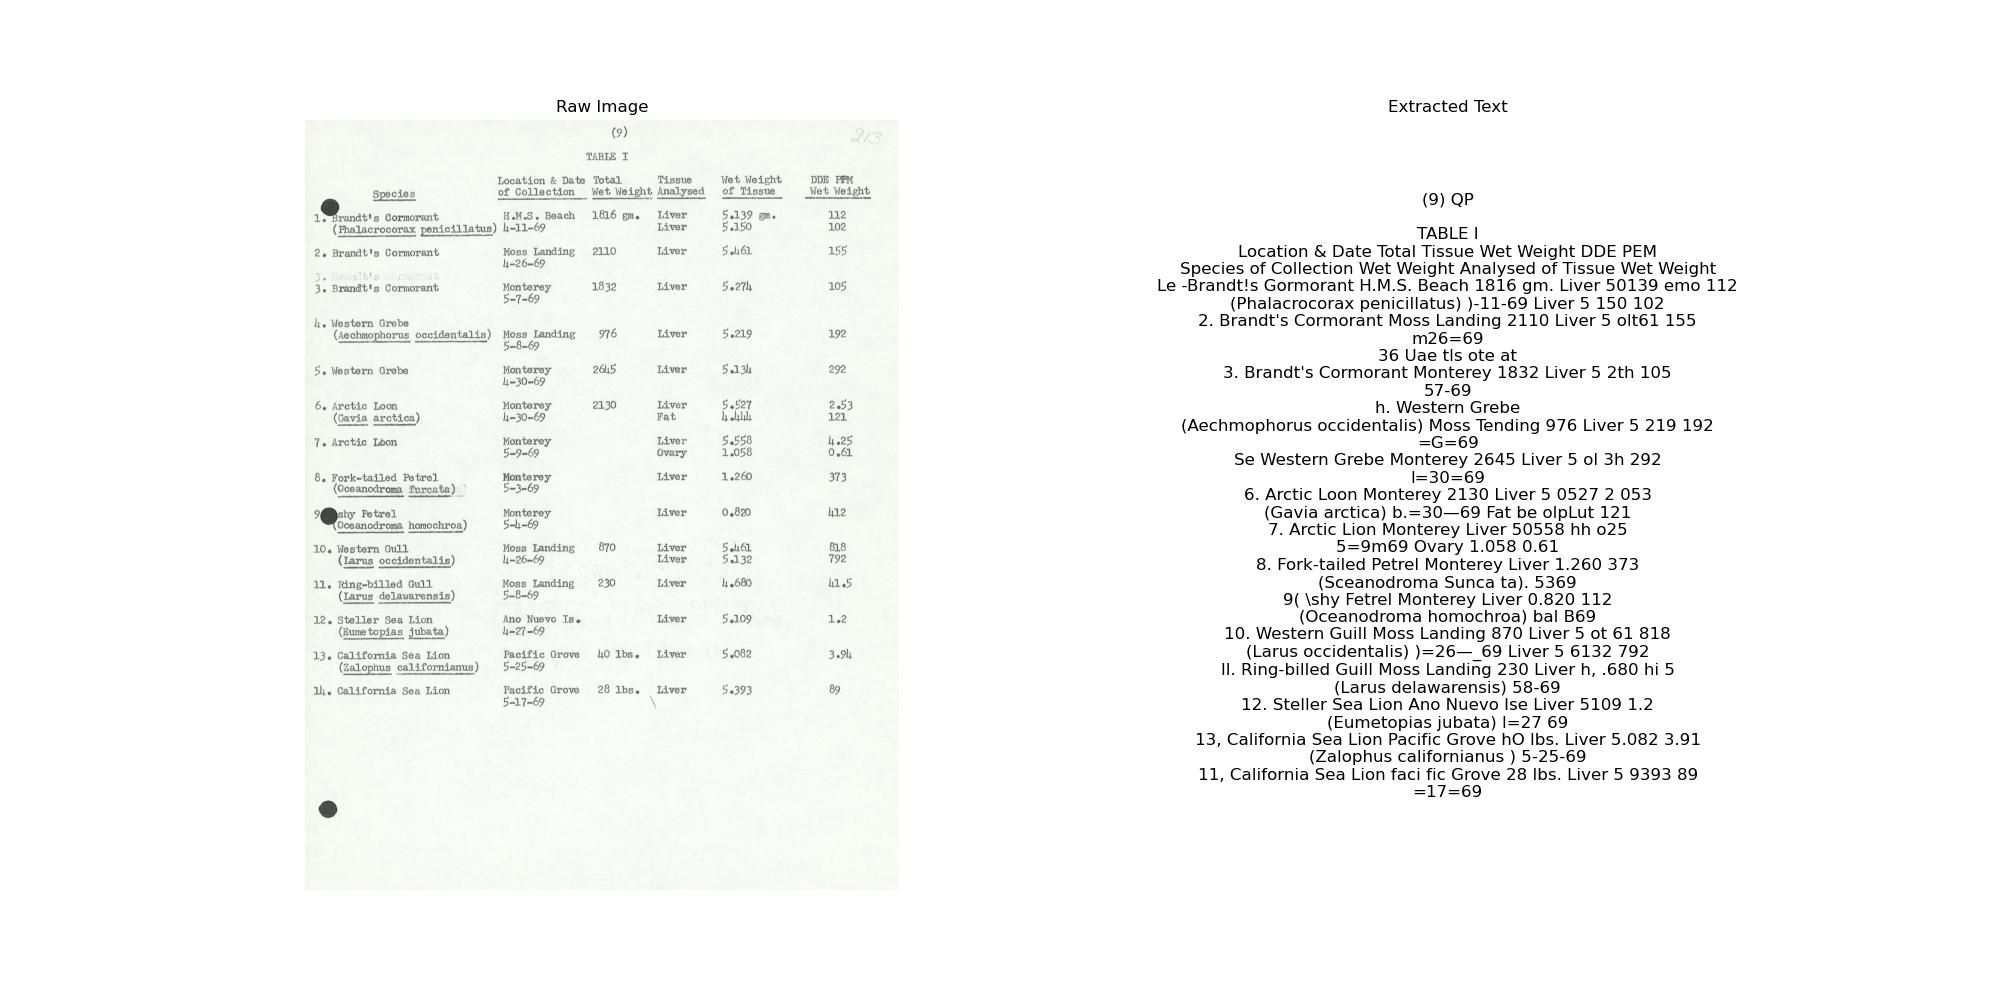 Raw Image
(9)
213
TABLE I
Species
Location & Date of Collection
Total Wet Weight
Tissue Analysed
Wet Weight of Tissue
DDE PPM Wet Weight
1. Brandt's Cormorant H.M.S. Beach 1816 gm. Liver 5.139 gm. 112
(Phalacrocorax penicillatus) 4-11-69 Liver 5.150 102
2. Brandt's Cormorant Moss Landing 2110 Liver 5.461 155
4-26-69
3. Brandt's Cormorant
3. Brandt's Cormorant Monterey 1832 Liver 5.274 105
5-7-69
4. Western Grebe
(Aechmophorus occidentalis) Moss Landing 976 Liver 5.219 192
5-8-69
5. Western Grebe Monterey 2645 Liver 5.134 292
4-30-69
6. Arctic Loon Monterey 2130 Liver 5.527 2.53
(Gavia arctica) 4-30-69 Fat 4.444 121
7. Arctic Loon Monterey Liver 5.558 4.25
5-9-69 Ovary 1.058 0.61
8. Fork-tailed Petrel Monterey Liver 1.260 373
(Oceanodroma furcata) 5-3-69
9 shy Petrel Monterey Liver 0.820 412
(Oceanodroma homochroa) 5-4-69
10. Western Gull Moss Landing 870 Liver 5.461 818
(Larus occidentalis) 4-26-69 Liver 5.132 792
11. Ring-billed Gull Moss Landing 230 Liver 4.680 41.5
(Larus delawarensis) 5-8-69
12. Steller Sea Lion Ano Nuevo Is. Liver 5.109 1.2
(Eumetopias jubata) 4-27-69
13. California Sea Lion Pacific Grove 40 lbs. Liver 5.082 3.94
(Zalophus californianus) 5-25-69
14. California Sea Lion Pacific Grove 28 lbs. Liver 5.393 89
5-17-69
Extracted Text
(9) QP
TABLE I
Location & Date Total Tissue Wet Weight DDE PEM
Species of Collection Wet Weight Analysed of Tissue Wet Weight
Le -Brandt!s Gormorant H.M.S. Beach 1816 gm. Liver 50139 emo 112
(Phalacrocorax penicillatus) )-11-69 Liver 5 150 102
2. Brandt's Cormorant Moss Landing 2110 Liver 5 olt61 155
m26=69
36 Uae tls ote at
3. Brandt's Cormorant Monterey 1832 Liver 5 2th 105
57-69
h. Western Grebe
(Aechmophorus occidentalis) Moss Tending 976 Liver 5 219 192
=G=69
Se Western Grebe Monterey 2645 Liver 5 ol 3h 292
l=30=69
6. Arctic Loon Monterey 2130 Liver 5 0527 2 053
(Gavia arctica) b.=30—69 Fat be olpLut 121
7. Arctic Lion Monterey Liver 50558 hh o25
5=9m69 Ovary 1.058 0.61
8. Fork-tailed Petrel Monterey Liver 1.260 373
(Sceanodroma Sunca ta). 5369
9( \shy Fetrel Monterey Liver 0.820 112
(Oceanodroma homochroa) bal B69
10. Western Guill Moss Landing 870 Liver 5 ot 61 818
(Larus occidentalis) )=26—_69 Liver 5 6132 792
ll. Ring-billed Guill Moss Landing 230 Liver h, .680 hi 5
(Larus delawarensis) 58-69
12. Steller Sea Lion Ano Nuevo Ise Liver 5109 1.2
(Eumetopias jubata) l=27 69
13, California Sea Lion Pacific Grove hO lbs. Liver 5.082 3.91
(Zalophus californianus ) 5-25-69
11, California Sea Lion faci fic Grove 28 lbs. Liver 5 9393 89
=17=69